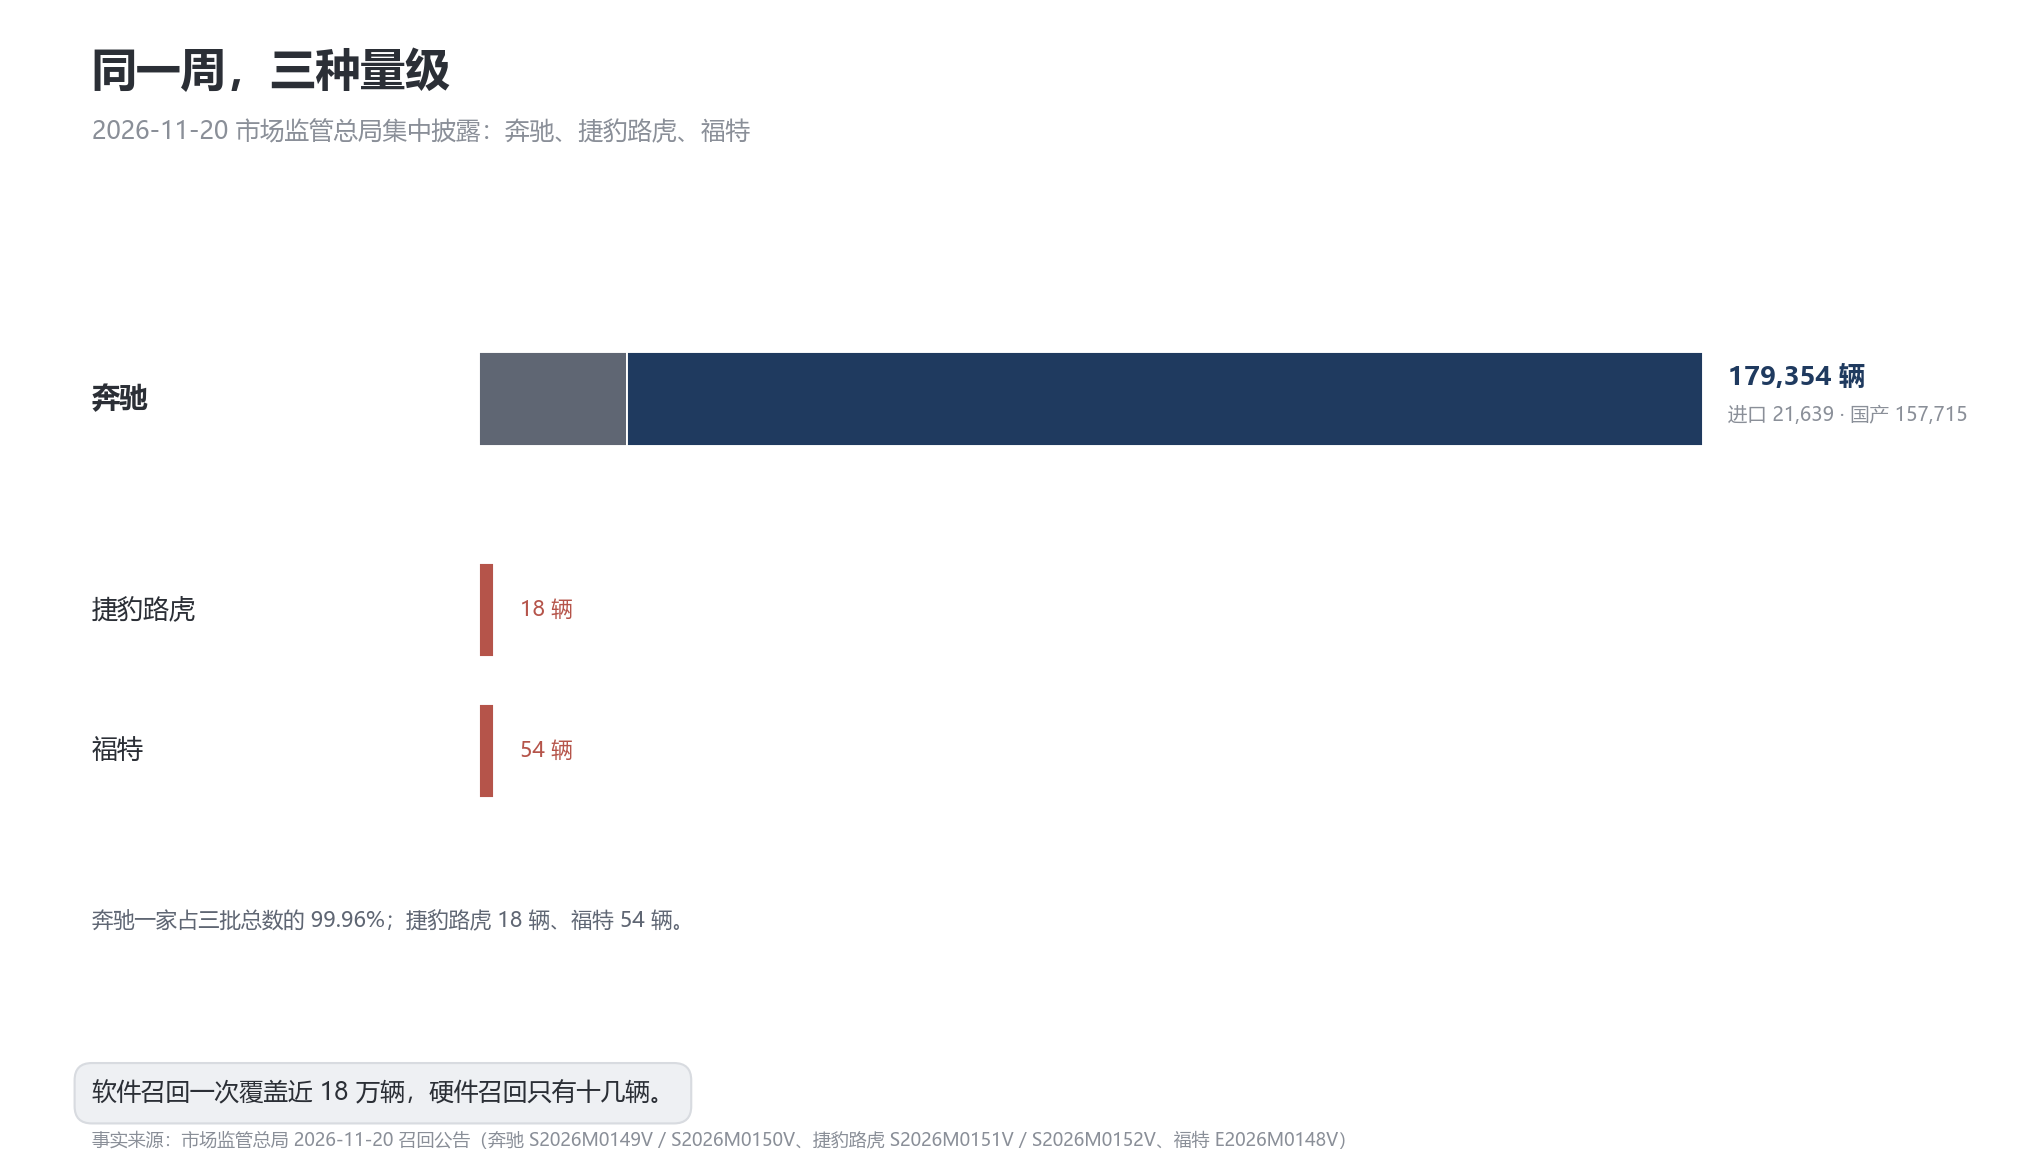 同一周，三种量级
2026-11-20 市场监管总局集中披露：奔驰、捷豹路虎、福特
奔驰
179,354 辆
进口 21,639 · 国产 157,715
捷豹路虎
18 辆
福特
54 辆
奔驰一家占三批总数的 99.96%；捷豹路虎 18 辆、福特 54 辆。
软件召回一次覆盖近 18 万辆，硬件召回只有十几辆。
事实来源：市场监管总局 2026-11-20 召回公告（奔驰 S2026M0149V / S2026M0150V、捷豹路虎 S2026M0151V / S2026M0152V、福特 E2026M0148V）